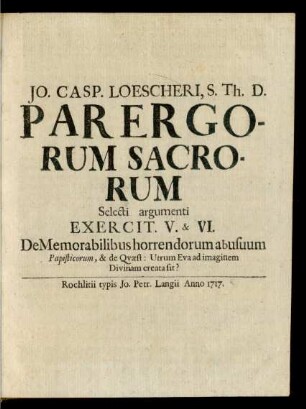 JO. CASP. LOESCHERI, S. Th. D.
PARERGO-
RUM SACRO-
RUM
Selecti argumenti
EXERCIT. V. & VI.
De Memorabilibus horrendorum abusuum
Papisticorum, & de Qvæst: Utrum Eva ad imaginem
Divinam creata sit?
Rochlitii typis Jo. Petr. Langii Anno 1717.